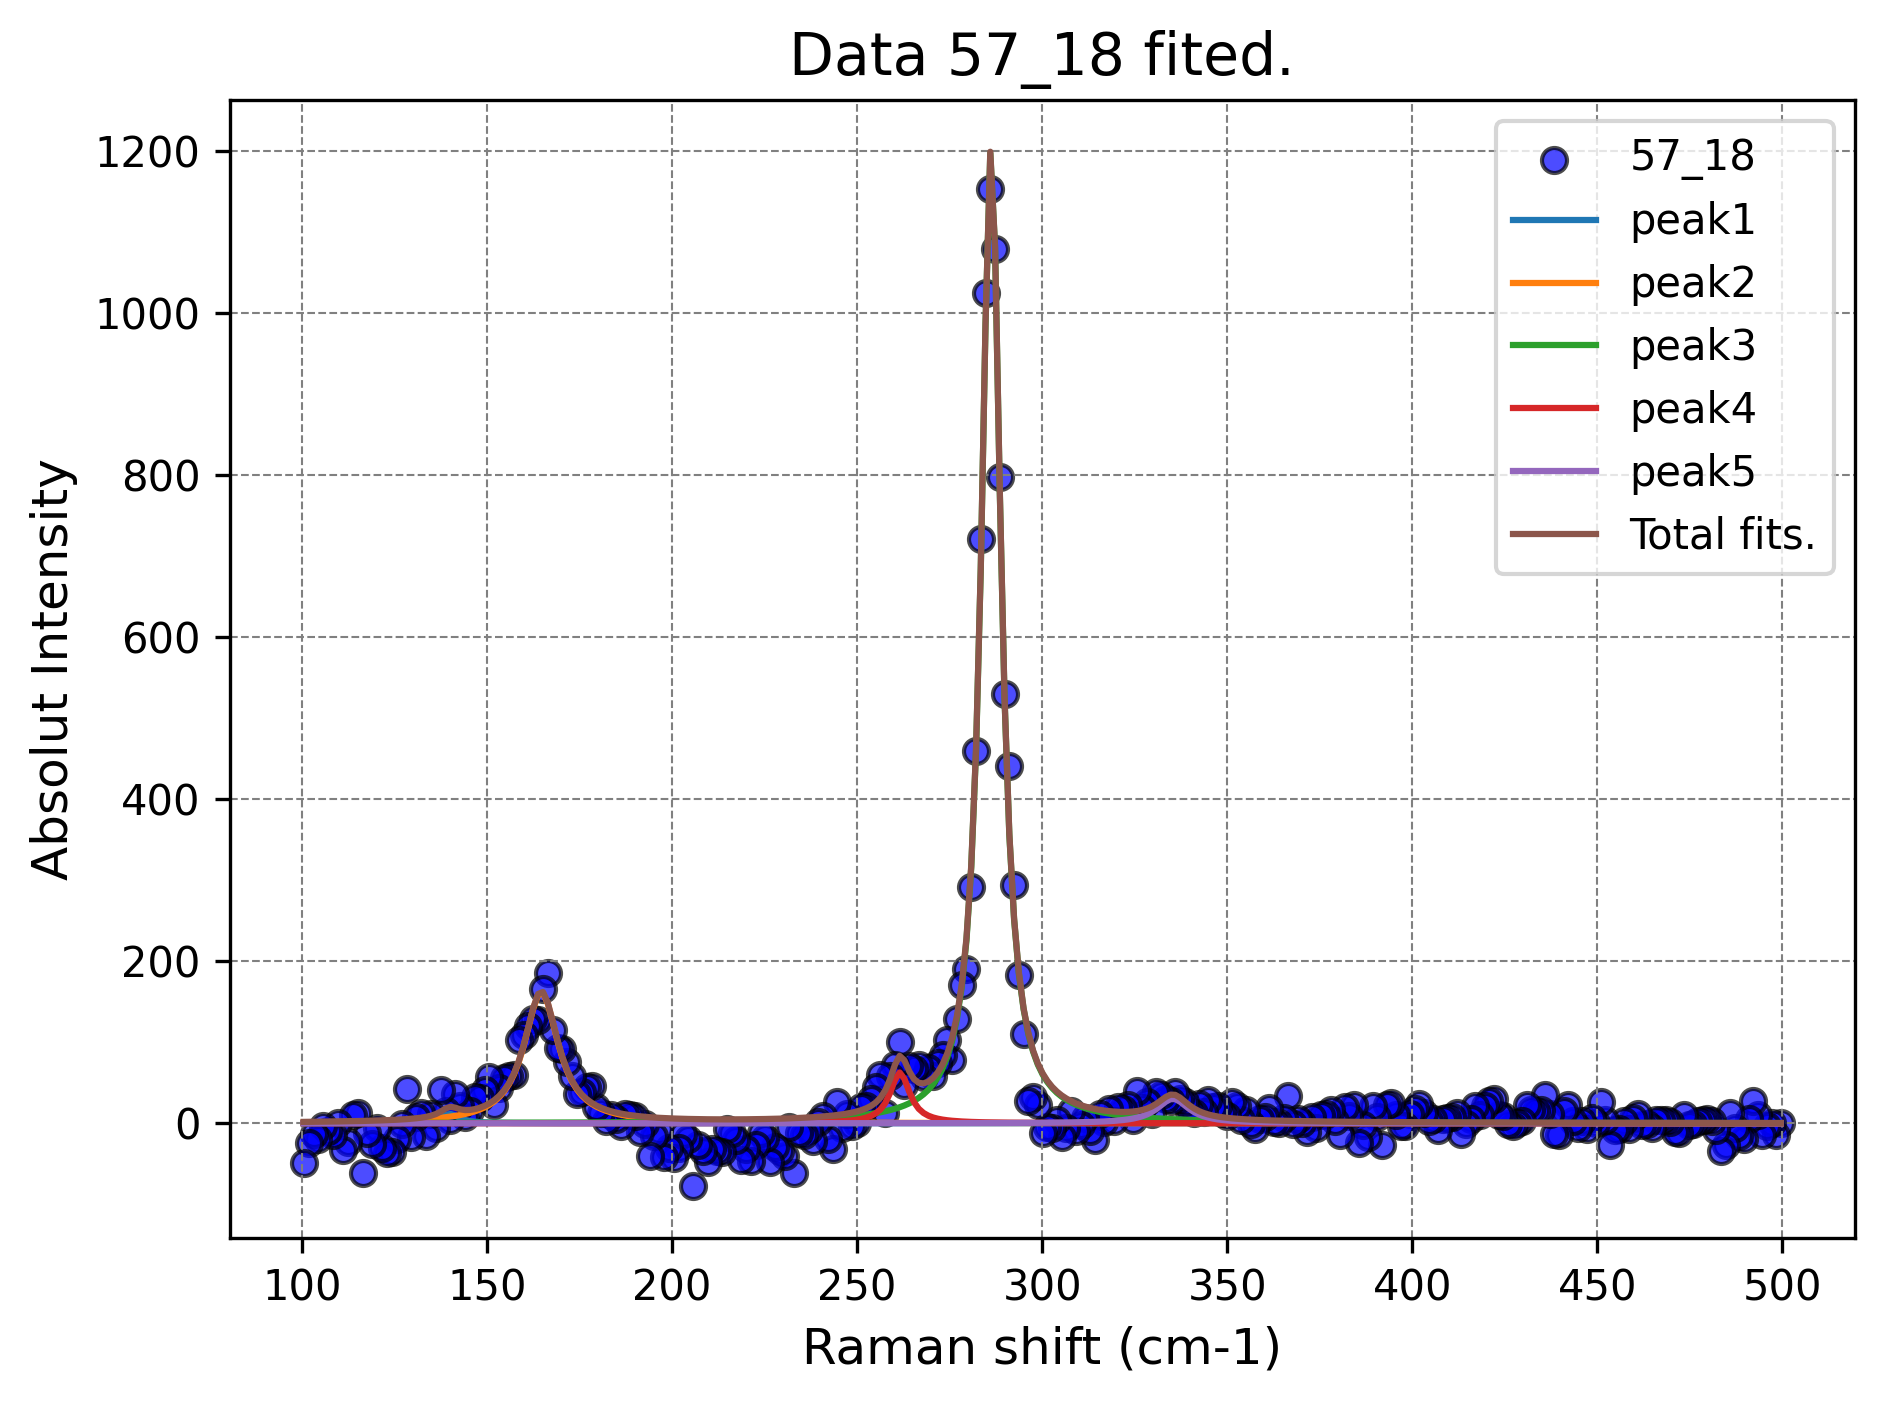 Data 57_18 fited.
1200
1000
800
600
400
200
0
Absolut Intensity
57_18
peak1
peak2
peak3
peak4
peak5
Total fits.
100 150 200 250 300 350 400 450 500
Raman shift (cm-1)